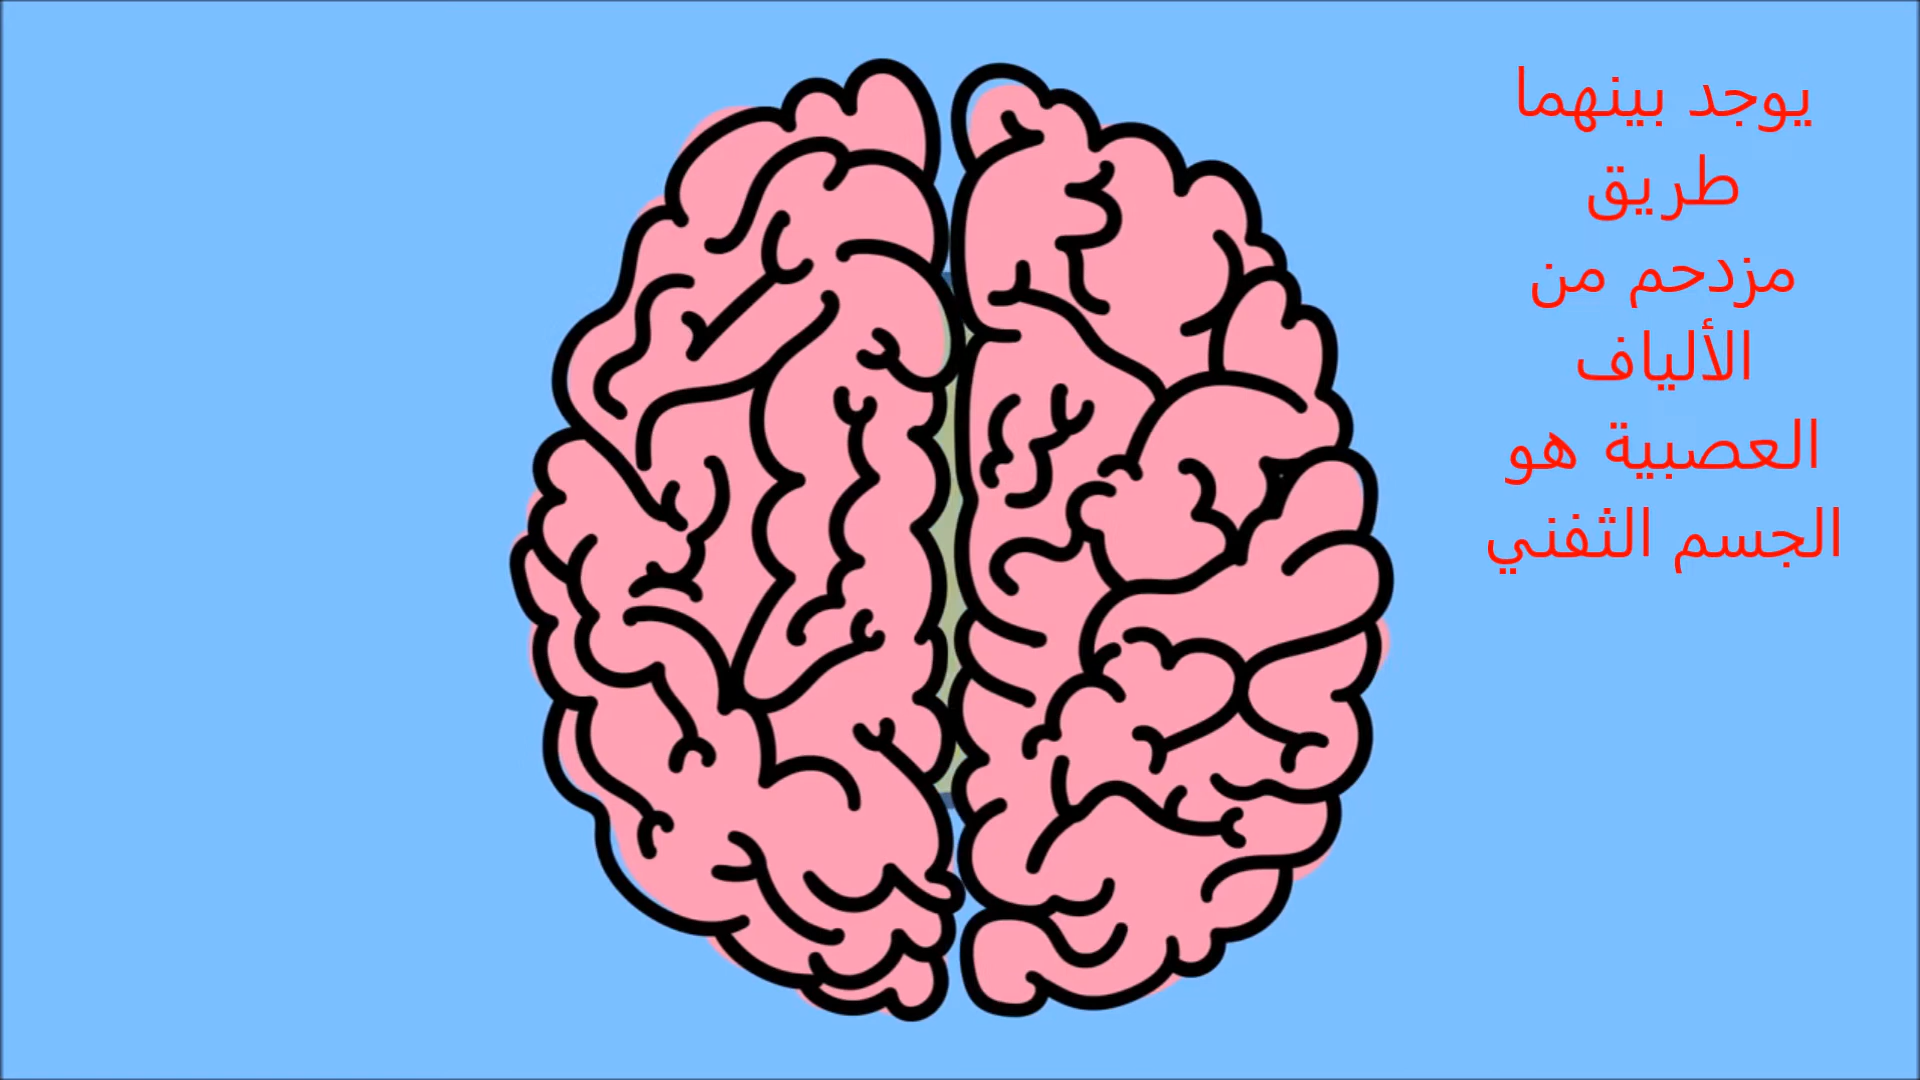 يوجد بينهما
طريق
مزدحم من
الألياف
العصبية هو
الجسم الثفني